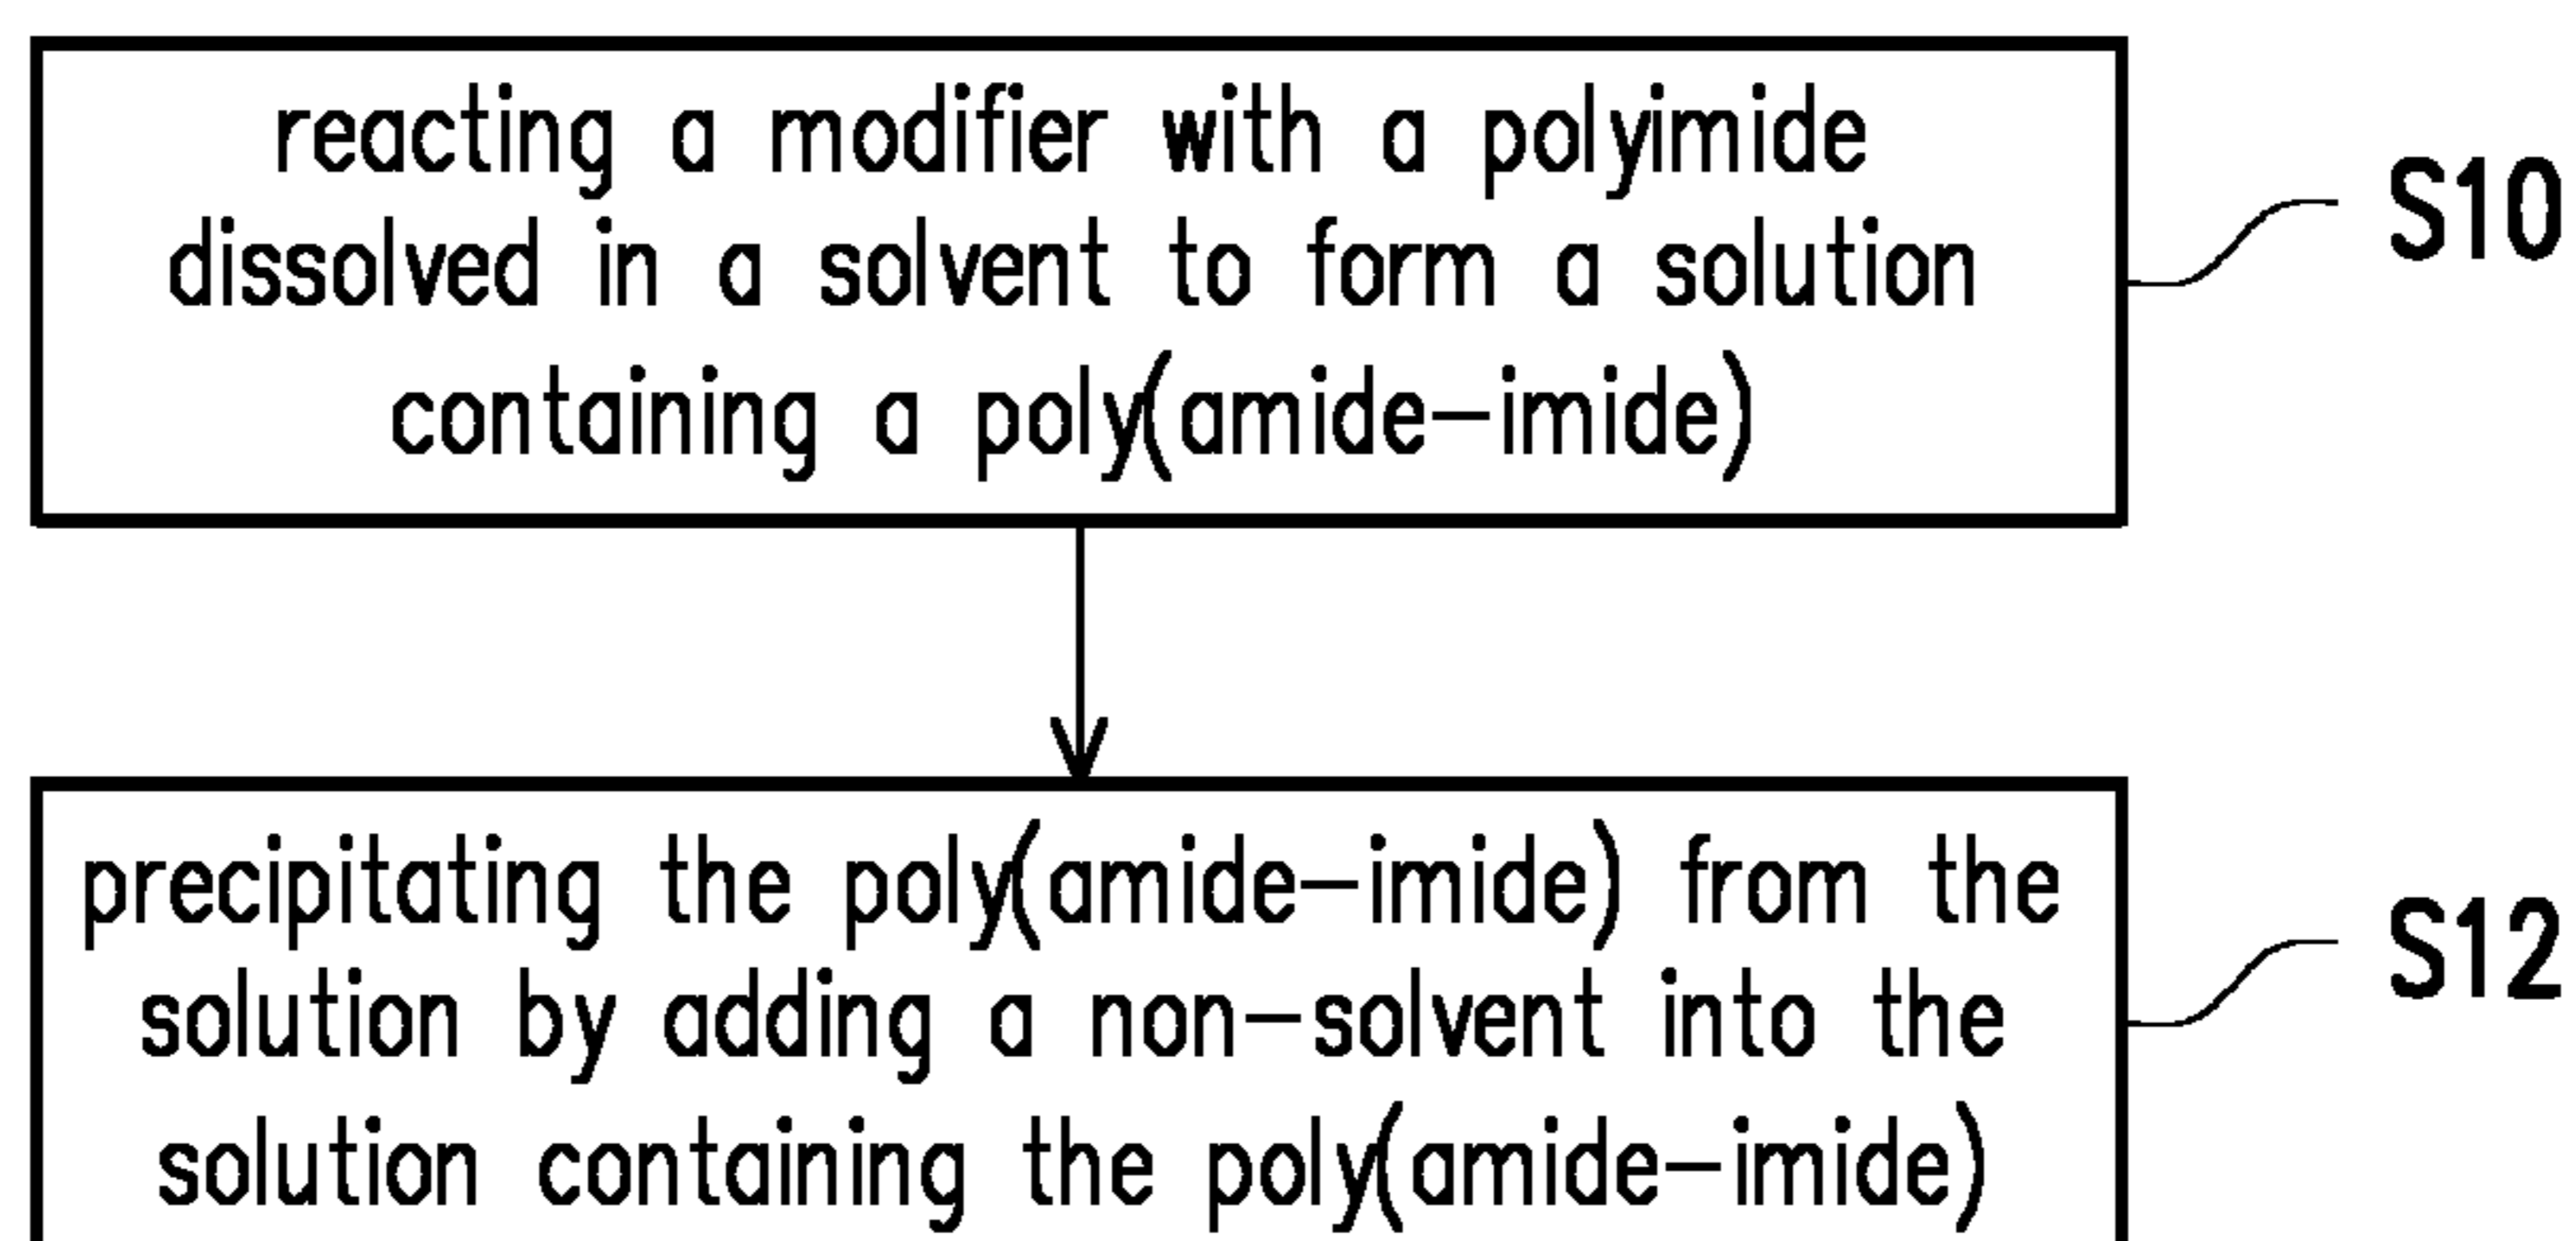 reacting a modifier with a polyimide
dissolved in a solvent to form a solution
containing a poly(amide-imide)
S10
precipitating the poly(amide-imide) from the
solution by adding a non-solvent into the
solution containing the poly(amide-imide)
S12